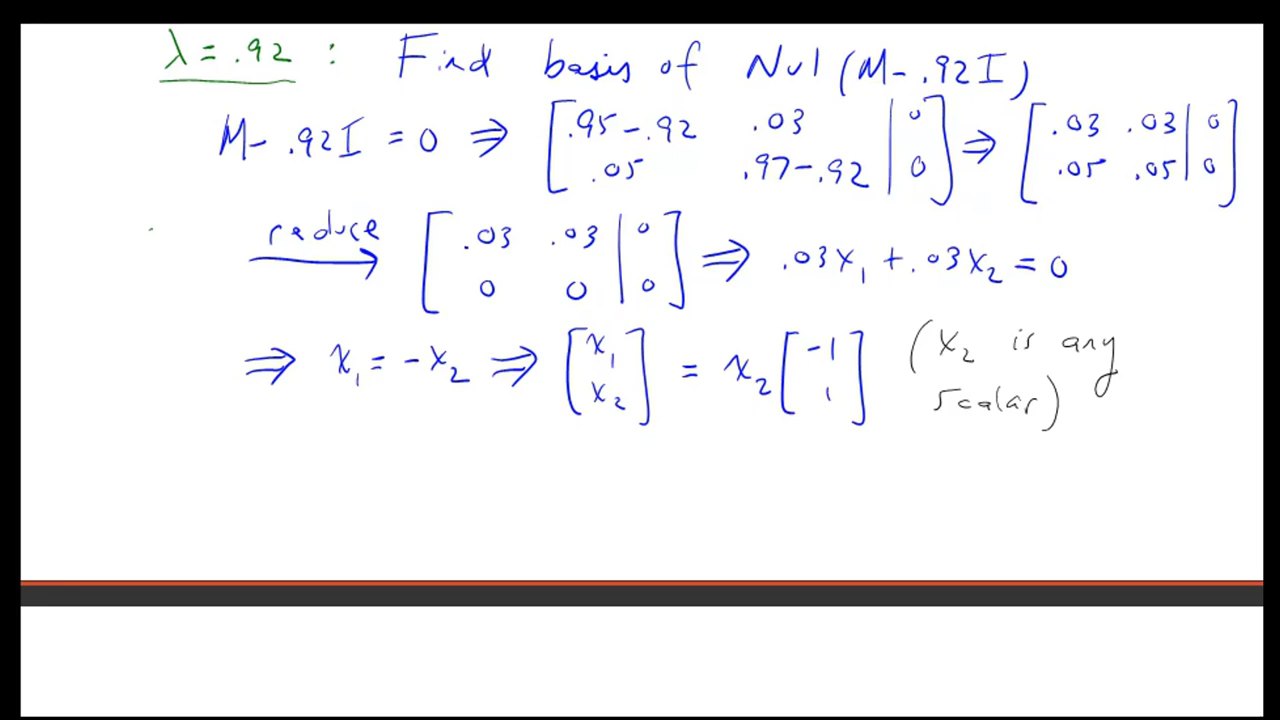 λ = .92 : Find basis of Nul (M - .92I)
M - .92I = 0 ⇒ [.95-.92 .03 | 0 ; .05 .97-.92 | 0] ⇒ [.03 .03 | 0 ; .05 .05 | 0]
reduce → [.03 .03 | 0 ; 0 0 | 0] ⇒ .03x₁ + .03x₂ = 0
⇒ x₁ = -x₂ ⇒ [x₁ ; x₂] = x₂ [-1 ; 1] (x₂ is any
scalar)